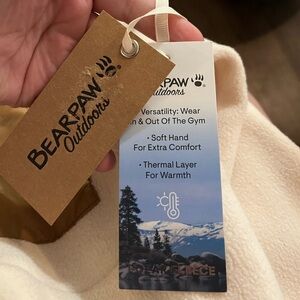 BEARPAW
Outdoors
Versatility: Wear
& Out Of The Gym
• Soft Hand
For Extra Comfort
• Thermal Layer
For Warmth